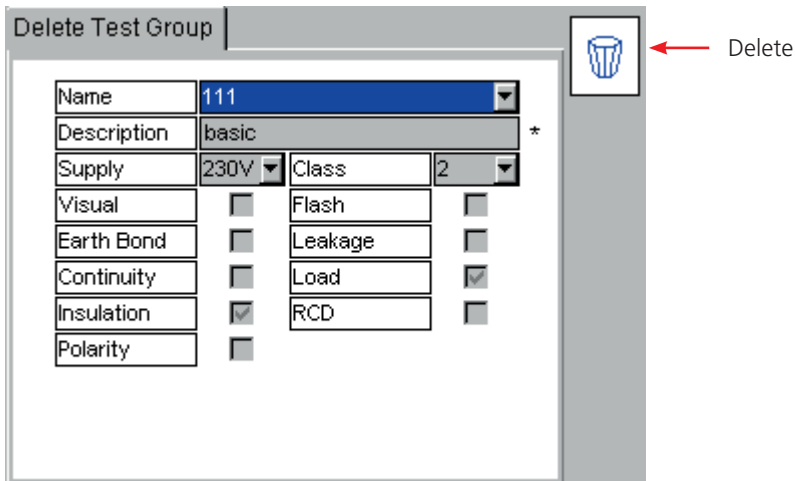 Delete Test Group
Delete
Name 111
Description basic *
Supply 230V Class 2
Visual Flash
Earth Bond Leakage
Continuity Load
Insulation RCD
Polarity